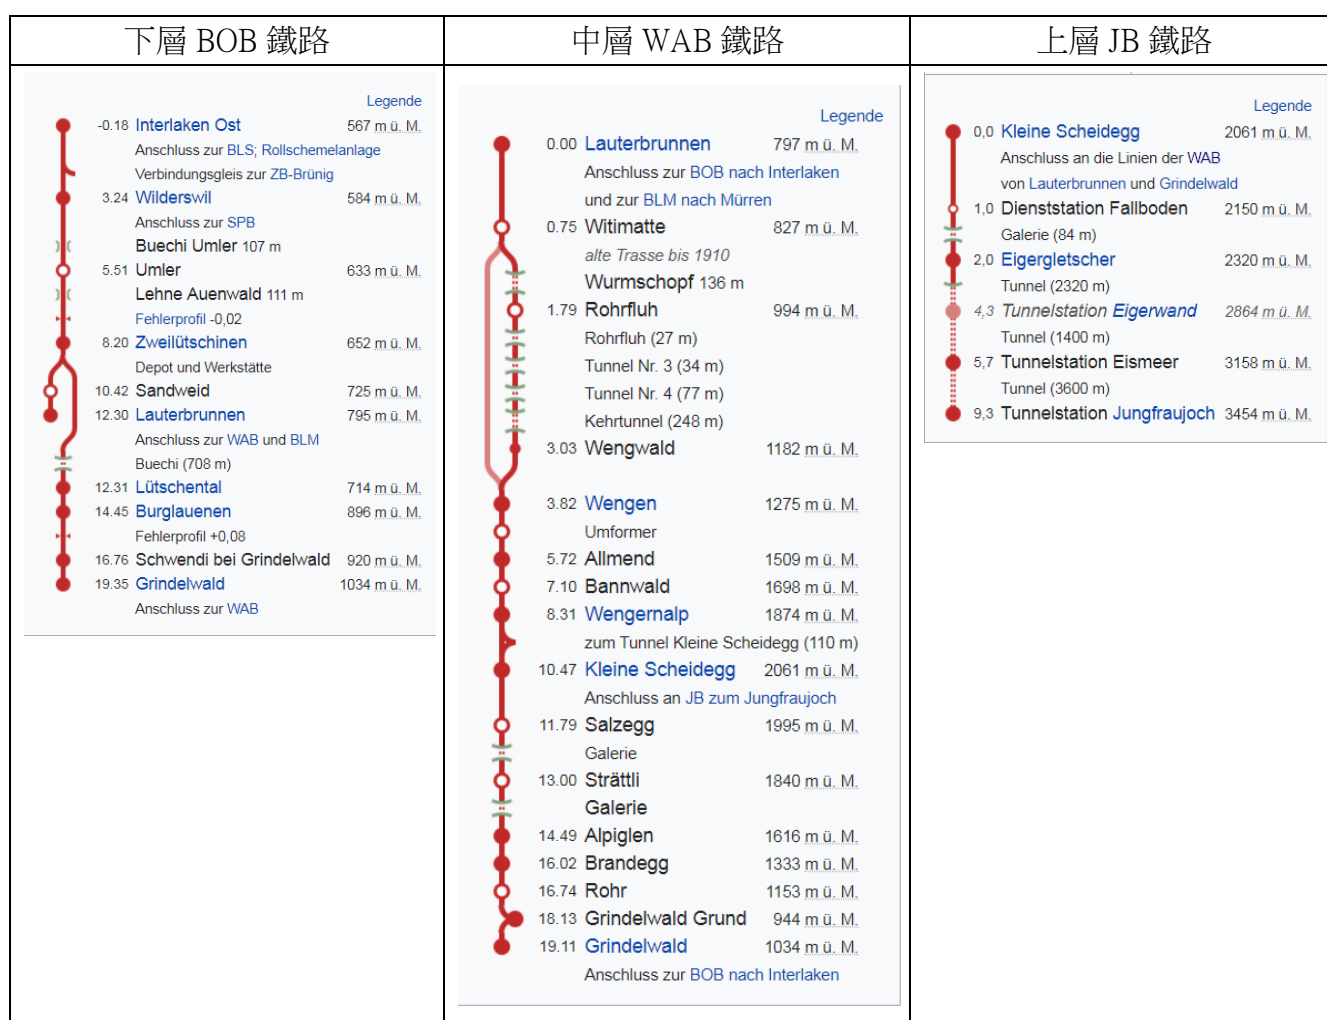 下層 BOB 鐵路
中層 WAB 鐵路
上層 JB 鐵路
Legende
-0.18 Interlaken Ost 567 m ü. M.
Anschluss zur BLS; Rollschemelanlage
Verbindungsgleis zur ZB-Brünig
3.24 Wilderswil 584 m ü. M.
Anschluss zur SPB
Buechi Umler 107 m
5.51 Umler 633 m ü. M.
Lehne Auenwald 111 m
Fehlerprofil -0,02
8.20 Zweilütschinen 652 m ü. M.
Depot und Werkstätte
10.42 Sandweid 725 m ü. M.
12.30 Lauterbrunnen 795 m ü. M.
Anschluss zur WAB und BLM
Buechi (708 m)
12.31 Lütschental 714 m ü. M.
14.45 Burglauenen 896 m ü. M.
Fehlerprofil +0,08
16.76 Schwendi bei Grindelwald 920 m ü. M.
19.35 Grindelwald 1034 m ü. M.
Anschluss zur WAB
Legende
0.00 Lauterbrunnen 797 m ü. M.
Anschluss zur BOB nach Interlaken
und zur BLM nach Mürren
0.75 Witimatte 827 m ü. M.
alte Trasse bis 1910
Wurmschopf 136 m
1.79 Rohrfluh 994 m ü. M.
Rohrfluh (27 m)
Tunnel Nr. 3 (34 m)
Tunnel Nr. 4 (77 m)
Kehrtunnel (248 m)
3.03 Wengwald 1182 m ü. M.
3.82 Wengen 1275 m ü. M.
Umformer
5.72 Allmend 1509 m ü. M.
7.10 Bannwald 1698 m ü. M.
8.31 Wengernalp 1874 m ü. M.
zum Tunnel Kleine Scheidegg (110 m)
10.47 Kleine Scheidegg 2061 m ü. M.
Anschluss an JB zum Jungfraujoch
11.79 Salzegg 1995 m ü. M.
Galerie
13.00 Strättli 1840 m ü. M.
Galerie
14.49 Alpiglen 1616 m ü. M.
16.02 Brandegg 1333 m ü. M.
16.74 Rohr 1153 m ü. M.
18.13 Grindelwald Grund 944 m ü. M.
19.11 Grindelwald 1034 m ü. M.
Anschluss zur BOB nach Interlaken
Legende
0,0 Kleine Scheidegg 2061 m ü. M.
Anschluss an die Linien der WAB
von Lauterbrunnen und Grindelwald
1,0 Dienststation Fallboden 2150 m ü. M.
Galerie (84 m)
2,0 Eigergletscher 2320 m ü. M.
Tunnel (2320 m)
4,3 Tunnelstation Eigerwand 2864 m ü. M.
Tunnel (1400 m)
5,7 Tunnelstation Eismeer 3158 m ü. M.
Tunnel (3600 m)
9,3 Tunnelstation Jungfraujoch 3454 m ü. M.